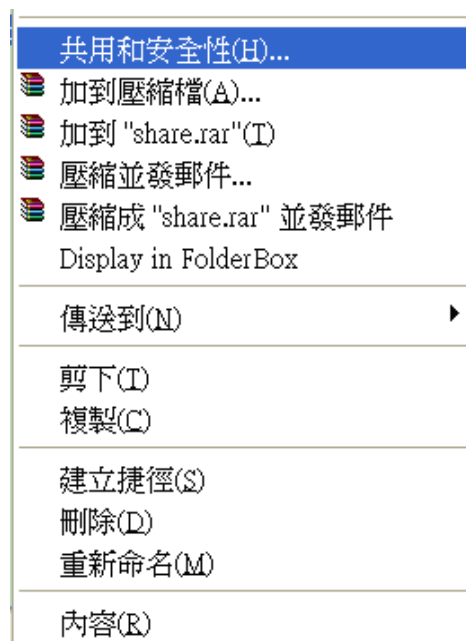 共用和安全性(H)...
加到壓縮檔(A)...
加到 "share.rar"(T)
壓縮並發郵件...
壓縮成 "share.rar" 並發郵件
Display in FolderBox
傳送到(N)
剪下(T)
複製(C)
建立捷徑(S)
刪除(D)
重新命名(M)
內容(R)